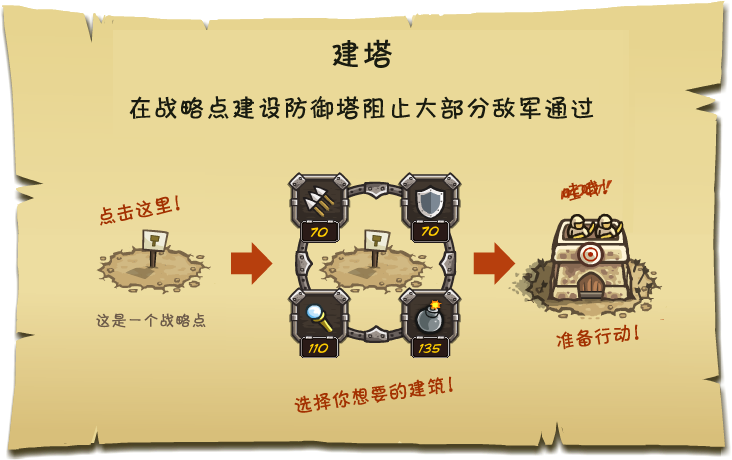 建塔
在战略点建设防御塔阻止大部分敌军通过
点击这里!
这是一个战略点
70
70
110
135
选择你想要的建筑!
哇哦!
准备行动!